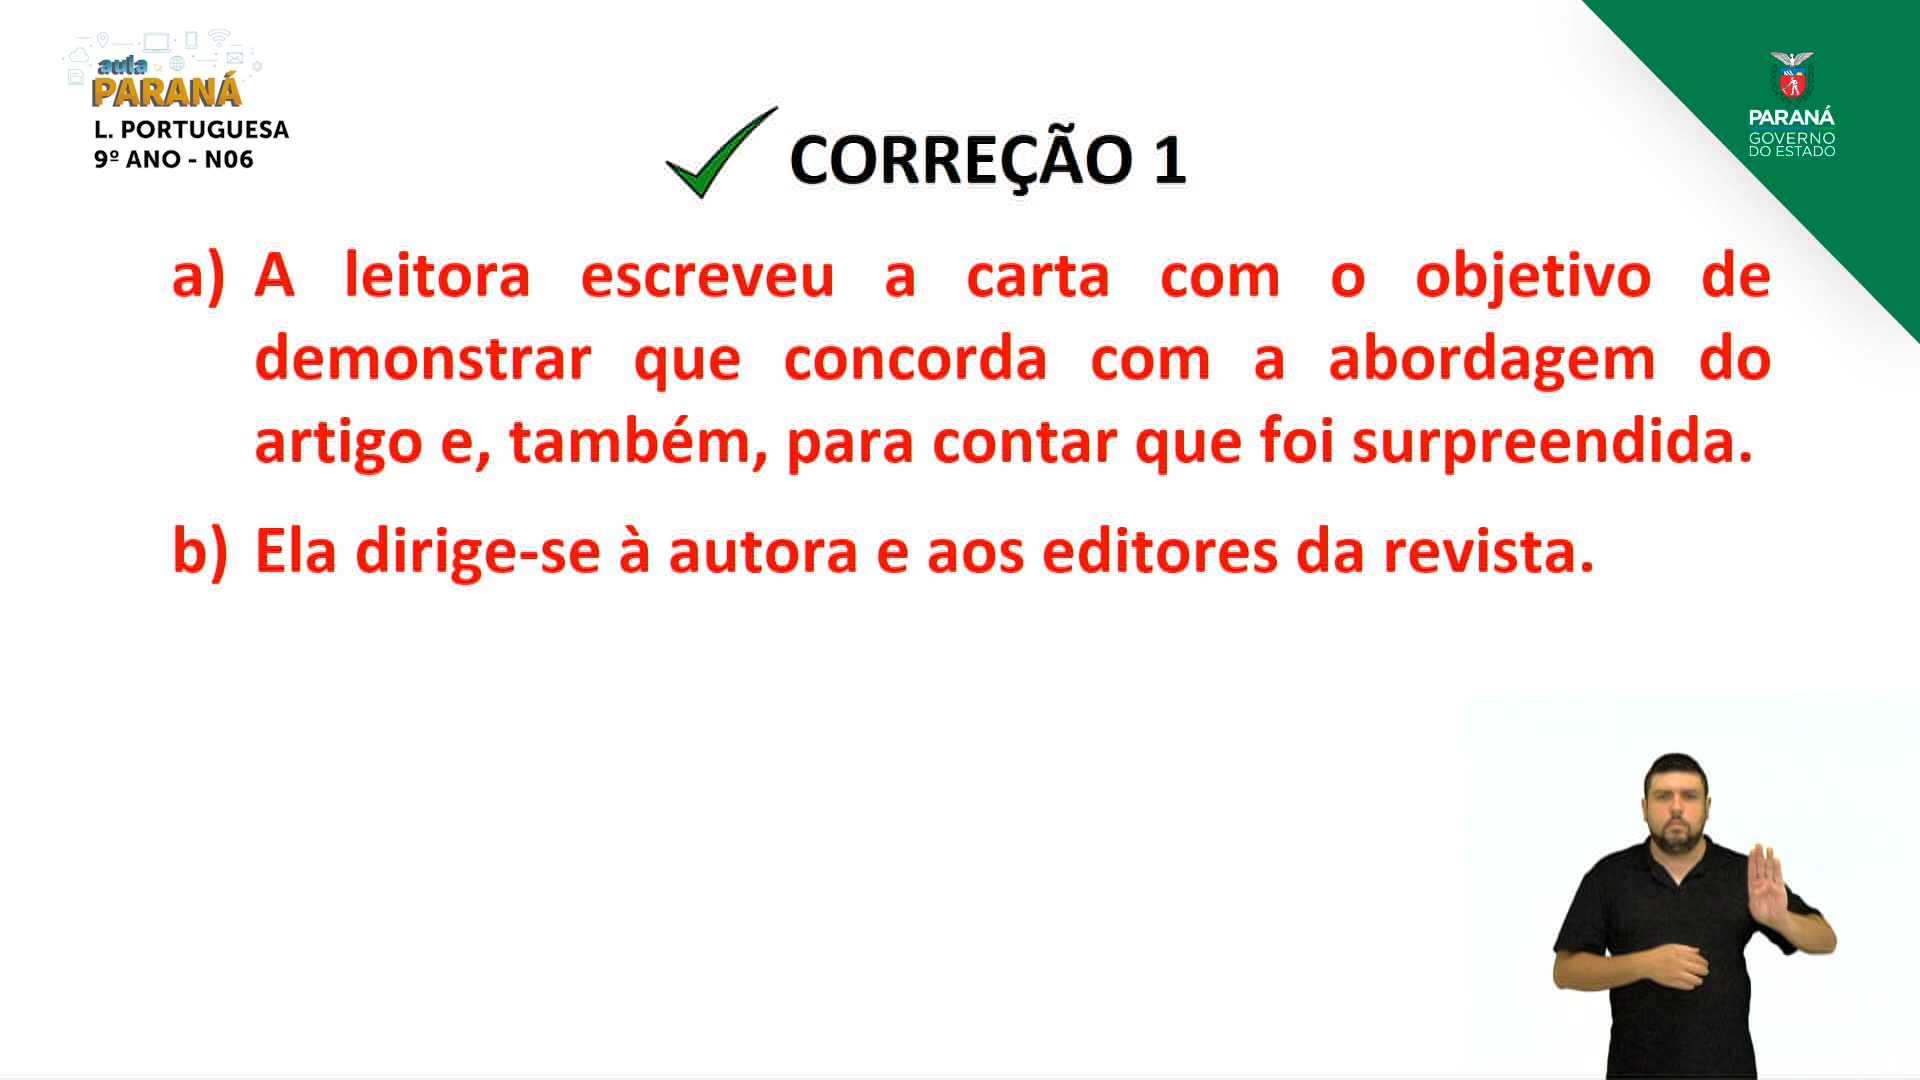 aula
PARANÁ
L. PORTUGUESA
9º ANO - N06
PARANÁ
GOVERNO
DO ESTADO
CORREÇÃO 1
a) A leitora escreveu a carta com o objetivo de
demonstrar que concorda com a abordagem do
artigo e, também, para contar que foi surpreendida.
b) Ela dirige-se à autora e aos editores da revista.